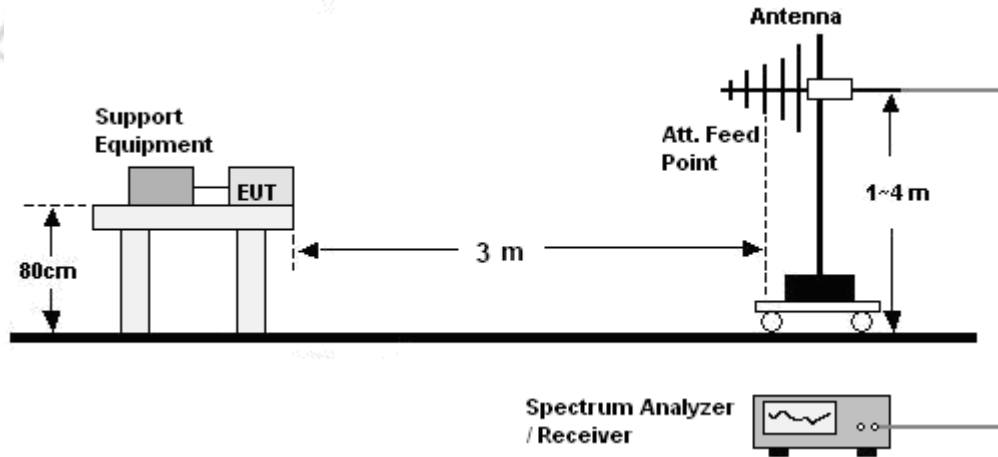 Antenna
Support
Equipment
Att. Feed
Point
EUT
1~4 m
3 m
80cm
Spectrum Analyzer
/ Receiver